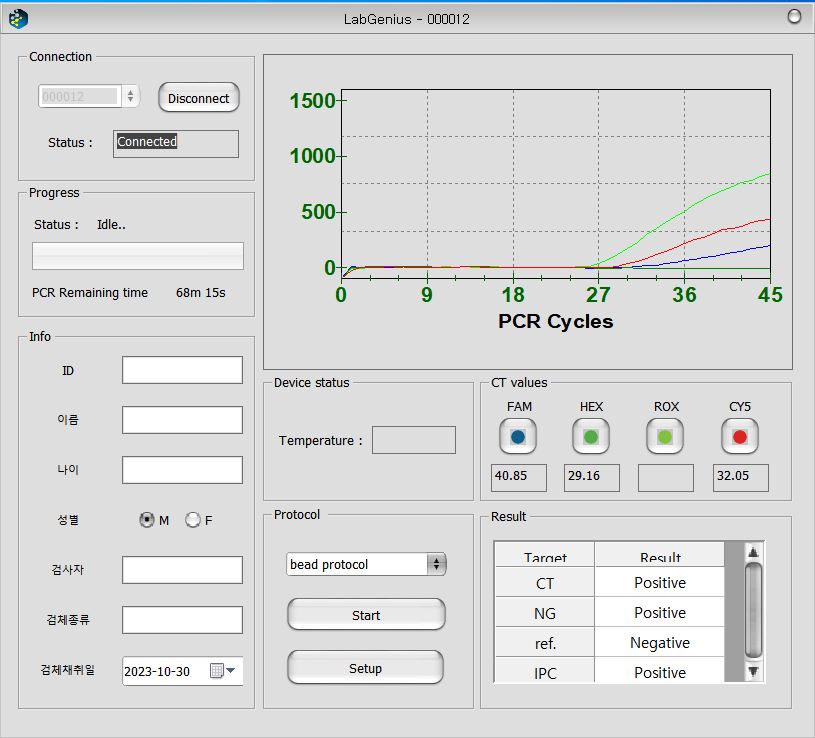 LabGenius - 000012
Connection
000012
Disconnect
Status :
Connected
Progress
Status : Idle..
PCR Remaining time 68m 15s
Info
ID
이름
나이
성별
M
F
검사자
검체종류
검체채취일
2023-10-30
1500
1000
500
0
0 9 18 27 36 45
PCR Cycles
Device status
Temperature :
CT values
FAM HEX ROX CY5
40.85 29.16 32.05
Protocol
bead protocol
Start
Setup
Result
Target Result
CT Positive
NG Positive
ref. Negative
IPC Positive